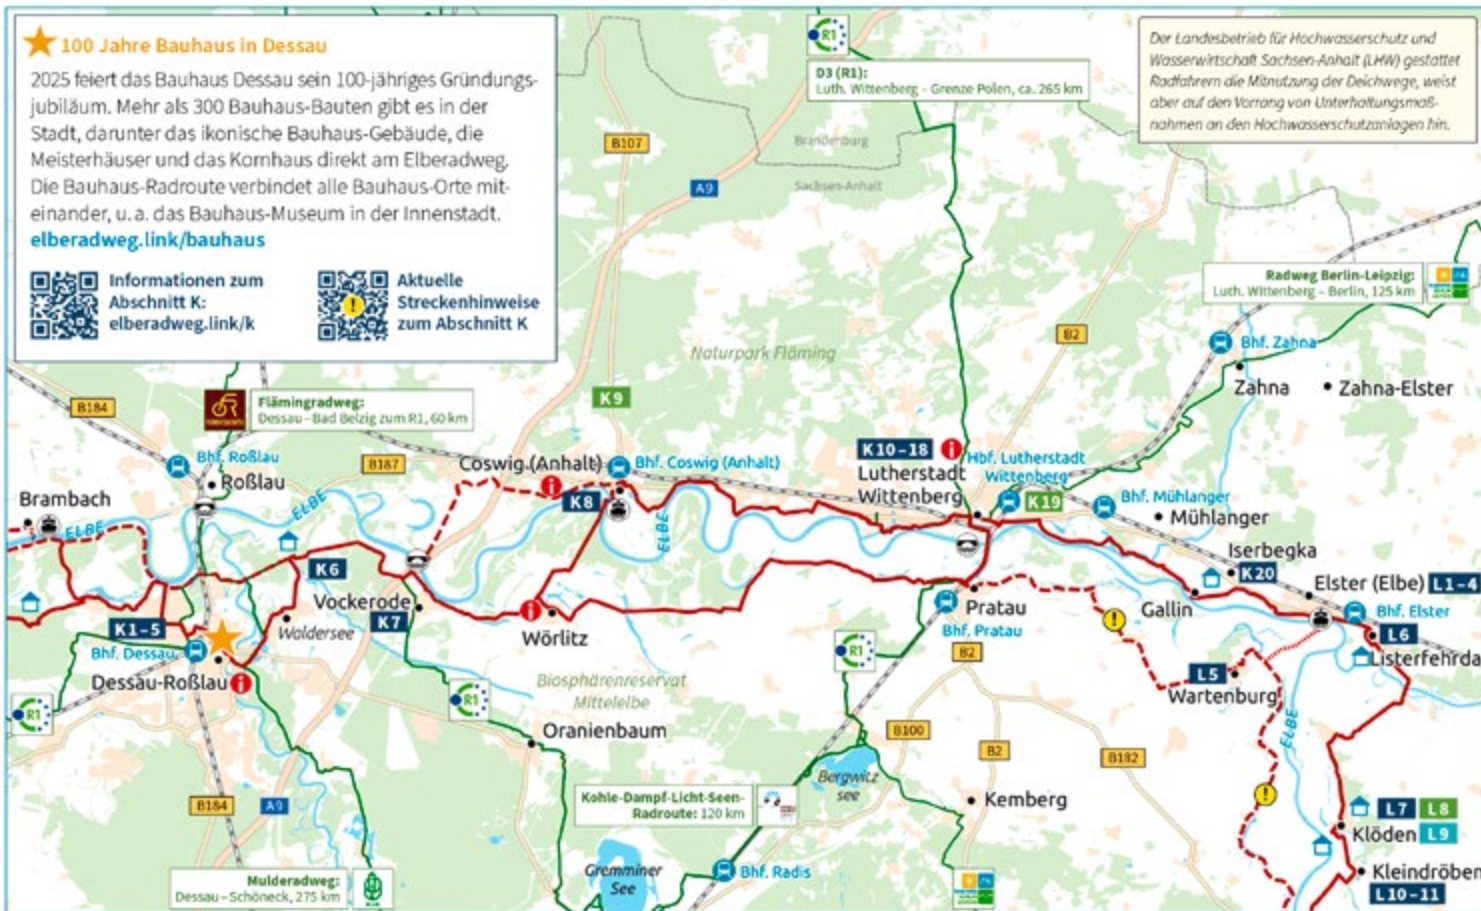 100 Jahre Bauhaus in Dessau
2025 feiert das Bauhaus Dessau sein 100-jähriges Gründungs-
jubiläum. Mehr als 300 Bauhaus-Bauten gibt es in der
Stadt, darunter das ikonische Bauhaus-Gebäude, die
Meisterhäuser und das Kornhaus direkt am Elberadweg.
Die Bauhaus-Radroute verbindet alle Bauhaus-Orte mit-
einander, u. a. das Bauhaus-Museum in der Innenstadt.
elberadweg.link/bauhaus
Informationen zum
Abschnitt K:
elberadweg.link/k
Aktuelle
Streckenhinweise
zum Abschnitt K
R1
D3 (R1):
Luth. Wittenberg – Grenze Polen, ca. 265 km
Der Landesbetrieb für Hochwasserschutz und
Wasserwirtschaft Sachsen-Anhalt (LHW) gestattet
Radfahrern die Mitnutzung der Deichwege, weist
aber auf den Vorrang von Unterhaltungsmaß-
nahmen an den Hochwasserschutzanlagen hin.
B107
Brandenburg
A9
Sachsen-Anhalt
Radweg Berlin-Leipzig:
Luth. Wittenberg – Berlin, 125 km
B2
Bhf. Zahna
Naturpark Fläming
Zahna
Zahna-Elster
B184
Flämingradweg:
Dessau – Bad Belzig zum R1, 60 km
K9
Bhf. Roßlau
Roßlau
B187
Coswig (Anhalt)
Bhf. Coswig (Anhalt)
K10–18
Lutherstadt
Wittenberg
Hbf. Lutherstadt
Wittenberg
K19
Bhf. Mühlanger
Mühlanger
Brambach
ELBE
ELBE
K8
ELBE
Iserbegka
K20
Elster (Elbe)
L1–4
K6
Vockerode
K7
Wörlitz
Pratau
Bhf. Pratau
Gallin
Bhf. Elster
L6
Listerfehrda
K1–5
Waldersee
Bhf. Dessau
Dessau-Roßlau
R1
R1
R1
B2
L5
Wartenburg
Biosphärenreservat
Mittelelbe
Oranienbaum
B100
B2
B182
ELBE
Bergwitz
see
Kemberg
B184
A9
Kohle-Dampf-Licht-Seen-
Radroute: 120 km
L7
L8
Klöden
L9
Mulderadweg:
Dessau – Schöneck, 275 km
Gremminer
See
Bhf. Radis
Kleindröben
L10–11